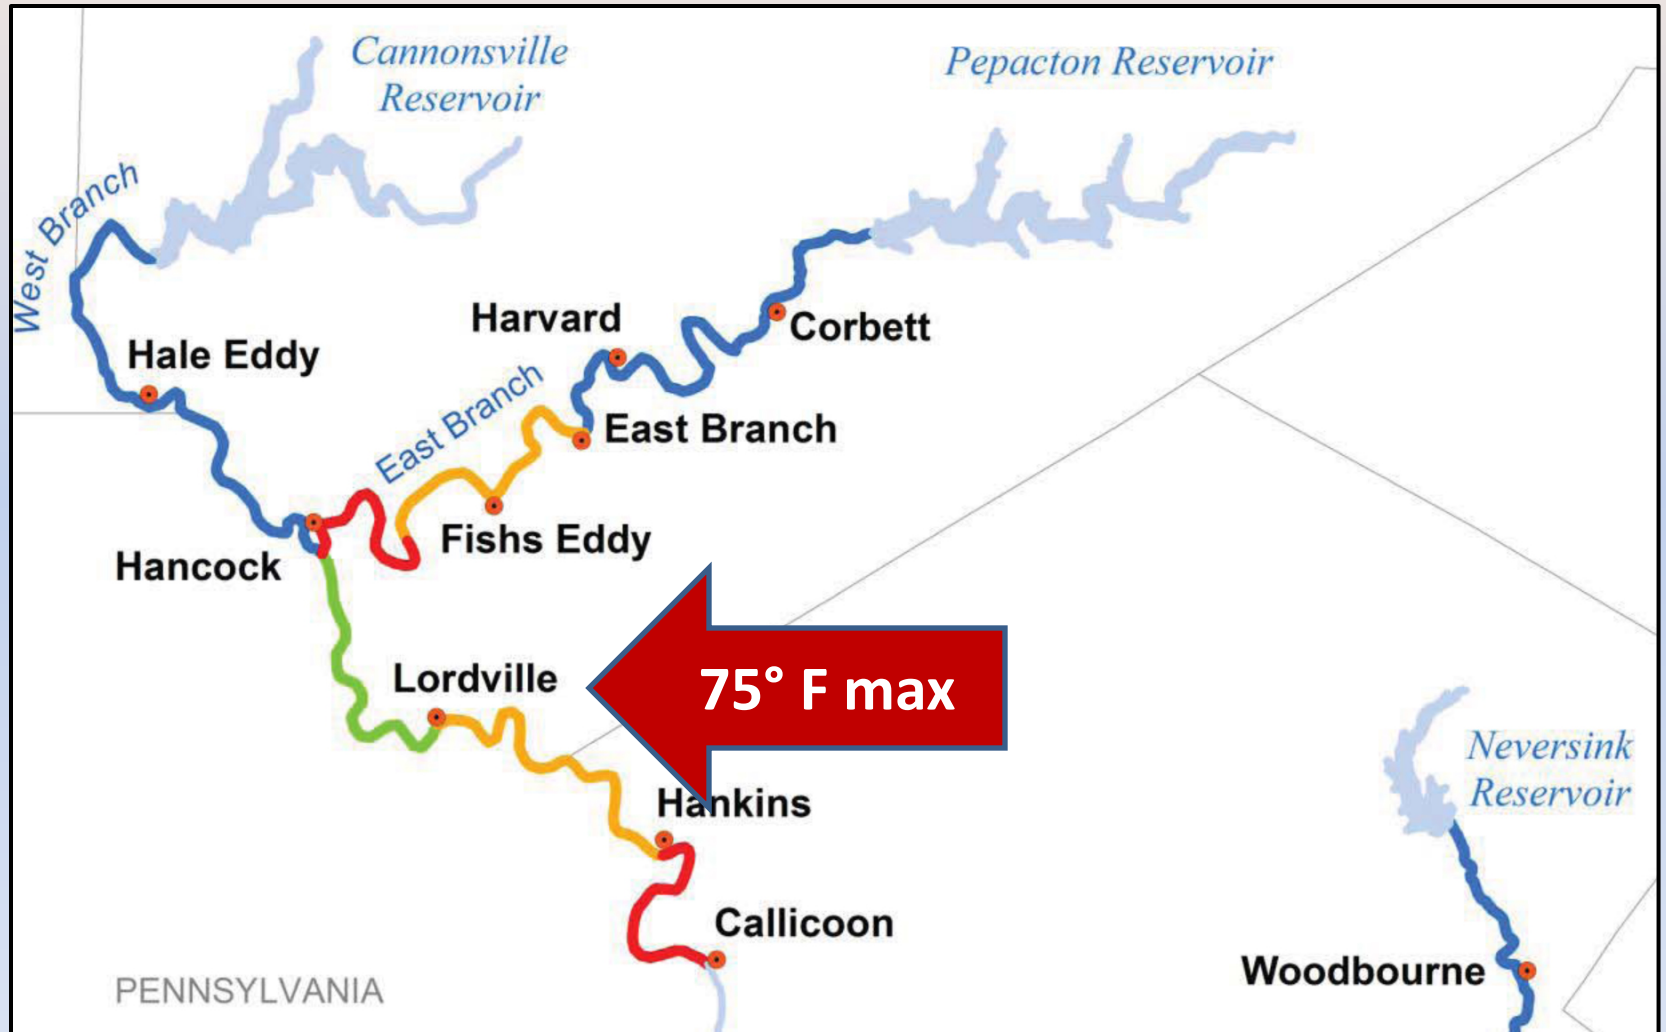 Cannonsville
Reservoir
Pepacton Reservoir
West Branch
Harvard
Corbett
Hale Eddy
East Branch
East Branch
Fishs Eddy
Hancock
Lordville
75° F max
Neversink
Reservoir
Hankins
Callicoon
Woodbourne
PENNSYLVANIA